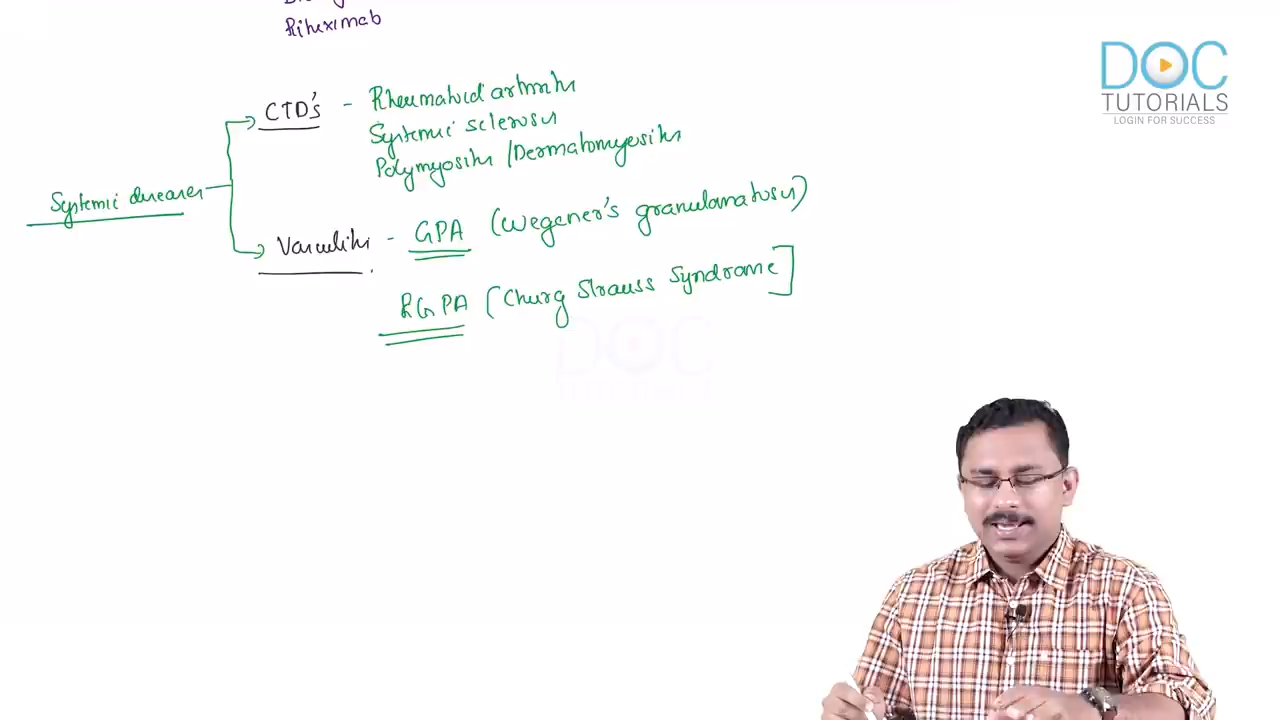 Rituximab
CTD's - Rheumatoid arthritis
Systemic sclerosis
Polymyositis / Dermatomyositis
Systemic diseases
Vasculitis - GPA (Wegener's granulomatosis)
EGPA (Churg Strauss Syndrome]
DOC
TUTORIALS
LOGIN FOR SUCCESS
DOC